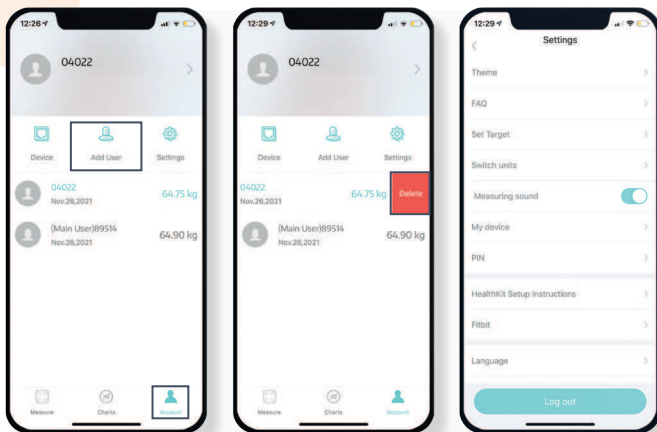 12:26
04022
Device
Add User
Settings
04022
64.75 kg
Nov.26,2021
(Main User)89514
64.90 kg
Nov.26,2021
Measure
Charts
Account
12:29
04022
Device
Add User
Settings
04022
64.75 kg
Delete
Nov.26,2021
(Main User)89514
64.90 kg
Nov.26,2021
Measure
Charts
Account
12:29
Settings
Theme
FAQ
Set Target
Switch units
Measuring sound
My device
PIN
HealthKit Setup Instructions
Fitbit
Language
Log out